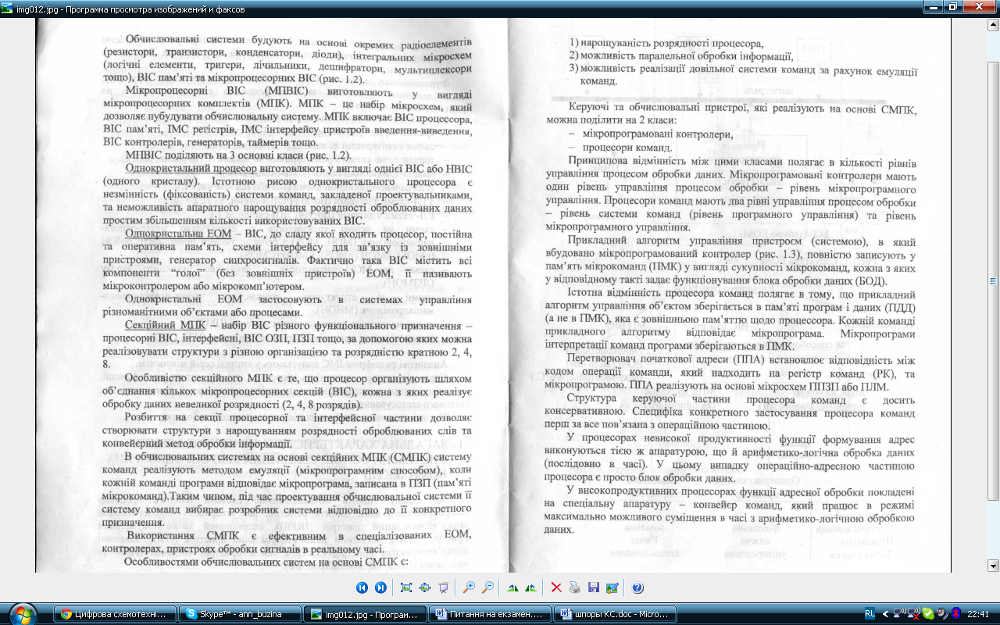 img012.jpg - Программа просмотра изображений и факсов
Обчислювальні системи будують на основі окремих радіоелементів
(резистори, транзистори, конденсатори, діоди), інтегральних мікросхем
(логічні елементи, тригери, лічильники, дешифратори, мультиплексори
тощо), ВІС пам’яті та мікропроцесорних ВІС (рис. 1.2).
Мікропроцесорні ВІС (МПВІС) виготовляють у вигляді
мікропроцесорних комплектів (МПК). МПК – це набір мікросхем, який
дозволяє пубудувати обчислювальну систему. МПК включає ВІС процессора,
ВІС пам’яті, ІМС регістрів, ІМС інтерфейсу пристроїв введення-виведення,
ВІС контролерів, генераторів, таймерів тощо.
МПВІС поділяють на 3 основні класи (рис. 1.2).
Однокристальний процесор виготовляють у вигляді однієї ВІС або НВІС
(одного кристалу). Істотною рисою однокристального процесора є
незмінність (фіксованість) системи команд, закладеної проектувальниками,
та неможливість апаратного нарощування розрядності оброблюваних даних
простим збільшенням кількості використовуваних ВІС.
Однокристальна ЕОМ – ВІС, до сладу якої входить процесор, постійна
та оперативна пам’ять, схеми інтерфейсу для зв’язку із зовнішніми
пристроями, генератор синхросигналів. Фактично така ВІС містить всі
компоненти “голої” (без зовнішніх пристроїв) ЕОМ, її називають
мікроконтролером або мікрокомп’ютером.
Однокристальні ЕОМ застосовують в системах управління
різноманітними об’єктами або процесами.
Секційний МПК – набір ВІС різного функціонального призначення –
процесорні ВІС, інтерфейсні, ВІС ОЗП, ПЗП тощо, за допомогою яких можна
реалізовувати структури з різною організацією та розрядністю кратною 2, 4,
8.
Особливістю секційного МПК є те, що процесор організують шляхом
об’єднання кількох мікропроцесорних секцій (ВІС), кожна з яких реалізує
обробку даних невеликої розрядності (2, 4, 8 розрядів).
Розбиття на секції процесорної та інтерфейсної частини дозволяє
створювати структури з нарощуванням розрядності оброблюваних слів та
конвейєрний метод обробки інформації.
В обчислювальних системах на основі секційних МПК (СМПК) систему
команд реалізують методом емуляції (мікропрограмним способом), коли
кожній команді програми відповідає мікропрограма, записана в ПЗП (пам’яті
мікрокоманд).Таким чином, під час проектування обчислювальної системи її
систему команд вибирає розробник системи відповідно до її конкретного
призначення.
Використання СМПК є ефективним в спеціалізованих ЕОМ,
контролерах, пристроях обробки сигналів в реальному часі.
Особливостями обчислювальних систем на основі СМПК є:
1) нарощуваність розрядності процесора,
2) можливість паралельної обробки інформації,
3) можливість реалізації довільної системи команд за рахунок емуляції
команд.
Керуючі та обчислювальні пристрої, які реалізують на основі СМПК,
можна поділити на 2 класи:
– мікропрограмовані контролери,
– процесори команд.
Принципова відмінність між цими класами полягає в кількості рівнів
управління процесом обробки даних. Мікропрограмовані контролери мають
один рівень управління процесом обробки – рівень мікропрограмного
управління. Процесори команд мають два рівні управління процесом обробки
– рівень системи команд (рівень програмного управління) та рівень
мікропрограмного управління.
Прикладний алгоритм управління пристроєм (системою), в який
вбудовано мікропрограмований контролер (рис. 1.3), повністю записують у
пам’ять мікрокоманд (ПМК) у вигляді сукупності мікрокоманд, кожна з яких
у відповідному такті задає функціонування блока обробки даних (БОД).
Істотна відмінність процесора команд полягає в тому, що прикладний
алгоритм управління об’єктом зберігається в паміті програм і даних (ПДД)
(а не в ПМК), яка є зовнішньою пам’яттю щодо процесора. Кожній команді
прикладного алгоритму відповідає мікропрограма. Мікропрограми
інтерпретації команд програми зберігаються в ПМК.
Перетворювач початкової адреси (ППА) встановлює відповідність між
кодом операції команди, який надходить на регістр команд (РК), та
мікропрограмою. ППА реалізують на основі мікросхем ППЗП або ПЛМ.
Структура керуючої частини процесора команд є досить
консервативною. Специфіка конкретного застосування процесора команд
перш за все пов’язана з операційною частиною.
У процесорах невисокої продуктивності функції формування адрес
виконуються тією ж апаратурою, що й арифметико-логічна обробка даних
(послідовно в часі). У цьому випадку операційно-адресною частиною
процесора є просто блок обробки даних.
У високопродуктивних процесорах функції адресної обробки покладені
на спеціальну апаратуру – конвейєр команд, який працює в режимі
максимально можливого суміщення в часі з арифметико-логічною обробкою
даних.
Цифрова схемотехні...
Skype™ - ann_buzina
img012.jpg - Програм...
Питання на екзамен....
шпоры КС.doc - Micro...
RL
22:41